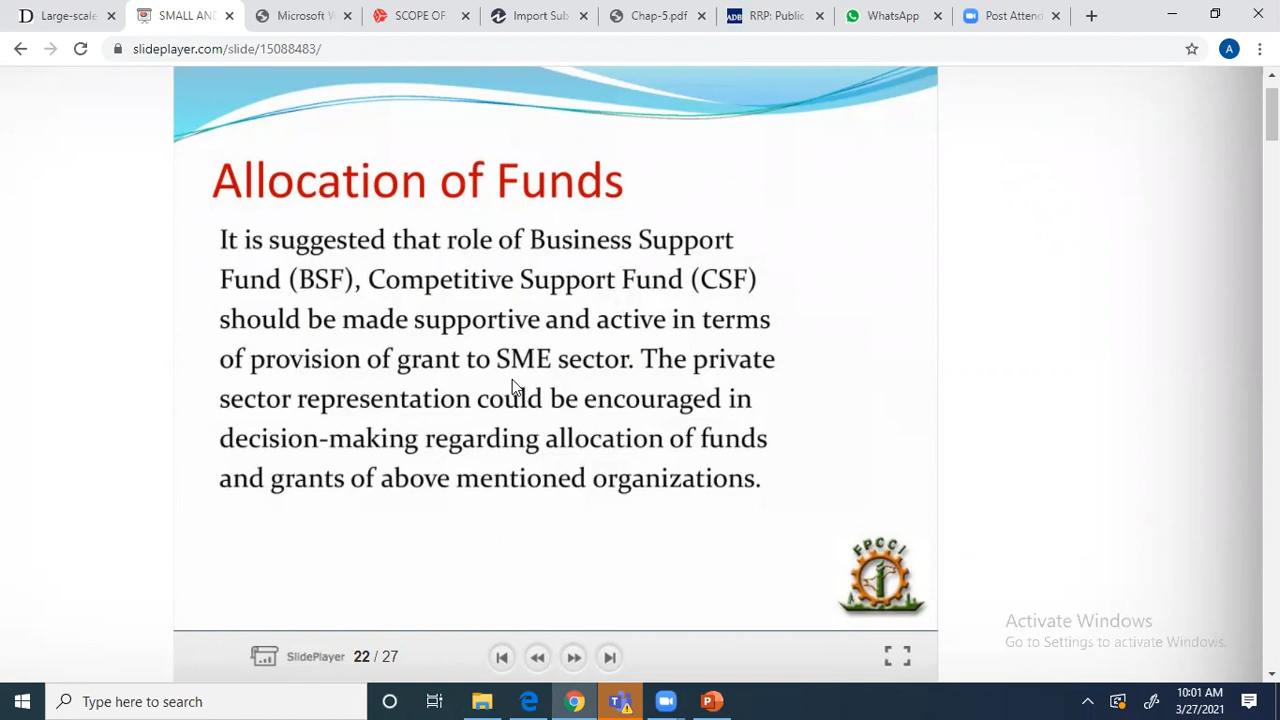 Large-scale
SMALL AND
Microsoft W
SCOPE OF
Import Sub
Chap-5.pdf
ADB
RRP: Public
WhatsApp
Post Attend
slideplayer.com/slide/15088483/
A
Allocation of Funds
It is suggested that role of Business Support
Fund (BSF), Competitive Support Fund (CSF)
should be made supportive and active in terms
of provision of grant to SME sector. The private
sector representation could be encouraged in
decision-making regarding allocation of funds
and grants of above mentioned organizations.
FPCCI
Activate Windows
Go to Settings to activate Windows.
SlidePlayer 22 / 27
Type here to search
10:01 AM
3/27/2021